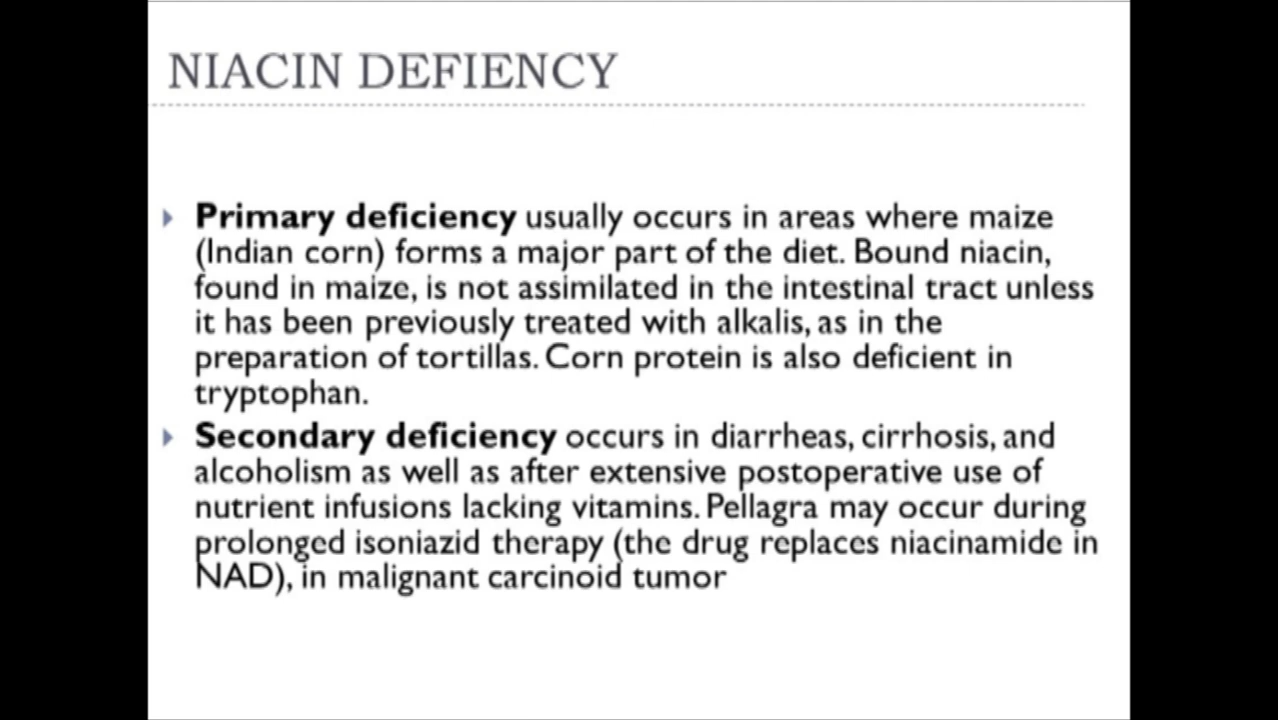 NIACIN DEFIENCY
Primary deficiency usually occurs in areas where maize
(Indian corn) forms a major part of the diet. Bound niacin,
found in maize, is not assimilated in the intestinal tract unless
it has been previously treated with alkalis, as in the
preparation of tortillas. Corn protein is also deficient in
tryptophan.
Secondary deficiency occurs in diarrheas, cirrhosis, and
alcoholism as well as after extensive postoperative use of
nutrient infusions lacking vitamins. Pellagra may occur during
prolonged isoniazid therapy (the drug replaces niacinamide in
NAD), in malignant carcinoid tumor